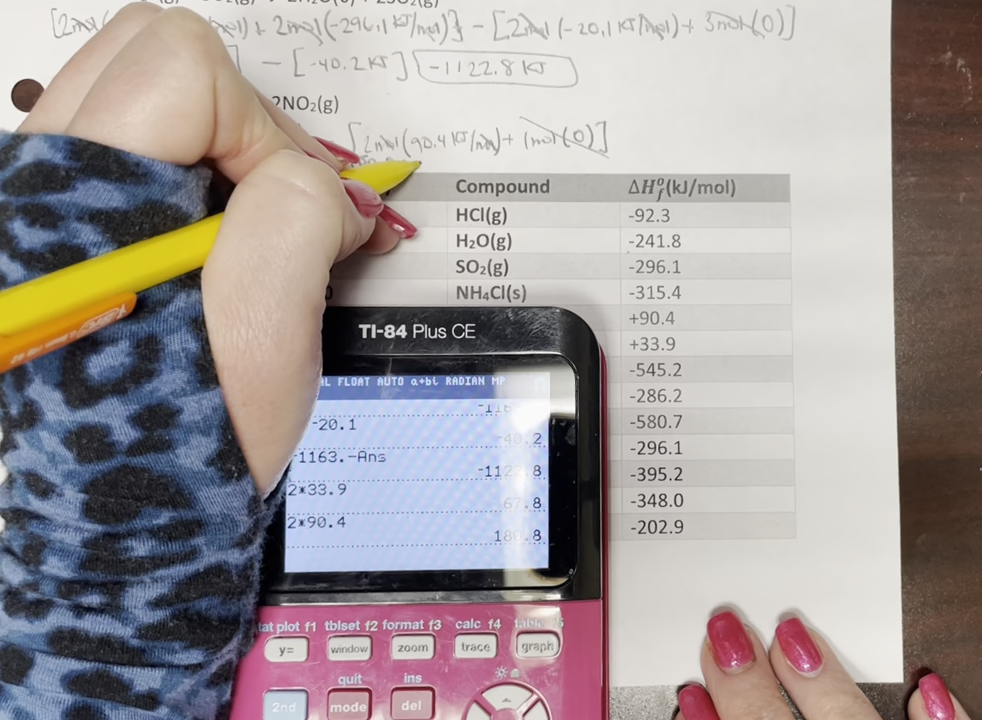 2mol(-296.1 KJ/mol)] - [2mol (-20.1 KJ/mol) + 3mol(0)]
] - [-40.2 KJ] -1122.8 KJ
2NO₂(g)
[2mol(90.4 KJ/mol) + 1mol(0)]
Compound ΔH°f(kJ/mol)
HCl(g) -92.3
H₂O(g) -241.8
SO₂(g) -296.1
NH₄Cl(s) -315.4
+90.4
+33.9
-545.2
-286.2
-580.7
-296.1
-395.2
-348.0
-202.9
TI-84 Plus CE
FLOAT AUTO a+bi RADIAN MP
-20.1
-40.2
-1163.-Ans
-1122.8
2*33.9
67.8
2*90.4
180.8
stat plot f1 tblset f2 format f3 calc f4 table f5
y= window zoom trace graph
quit ins
2nd mode del